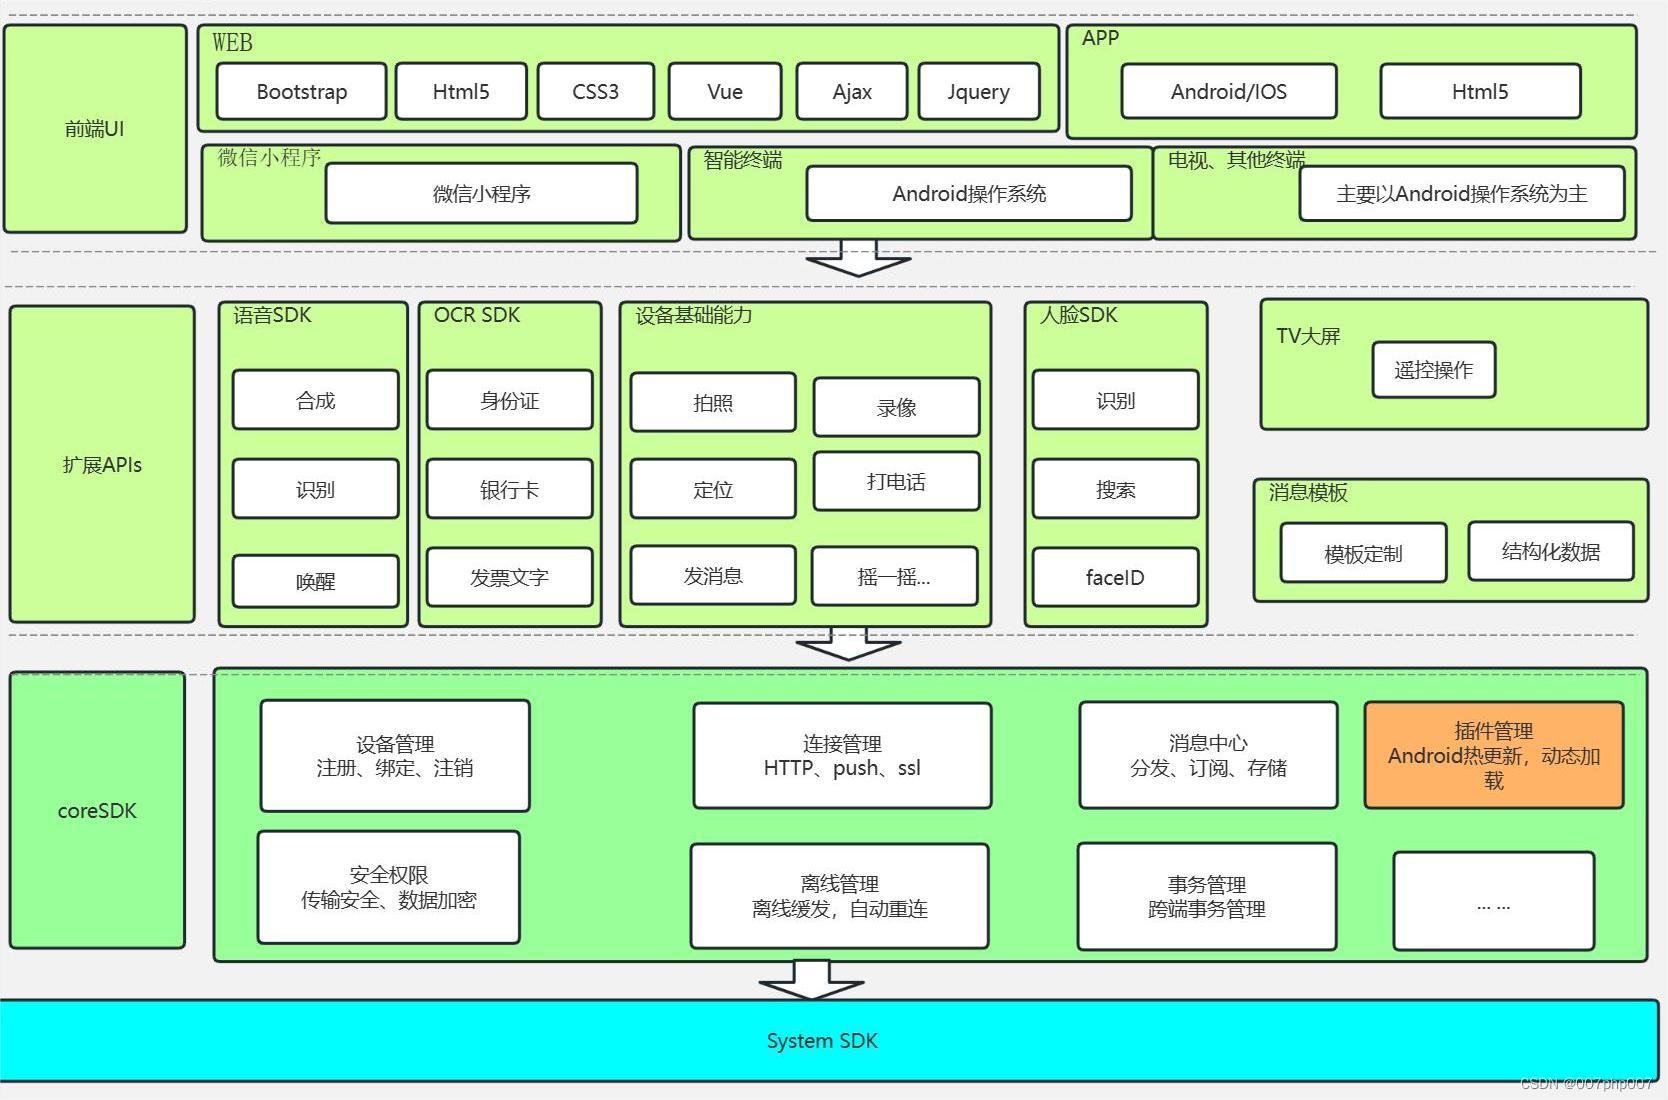 前端UI
WEB
Bootstrap
Html5
CSS3
Vue
Ajax
Jquery
APP
Android/IOS
Html5
微信小程序
微信小程序
智能终端
Android操作系统
电视、其他终端
主要以Android操作系统为主
扩展APIs
语音SDK
合成
识别
唤醒
OCR SDK
身份证
银行卡
发票文字
设备基础能力
拍照
录像
定位
打电话
发消息
摇一摇...
人脸SDK
识别
搜索
faceID
TV大屏
遥控操作
消息模板
模板定制
结构化数据
coreSDK
设备管理
注册、绑定、注销
连接管理
HTTP、push、ssl
消息中心
分发、订阅、存储
插件管理
Android热更新，动态加
载
安全权限
传输安全、数据加密
离线管理
离线缓发，自动重连
事务管理
跨端事务管理
... ...
System SDK
CSDN @007php007